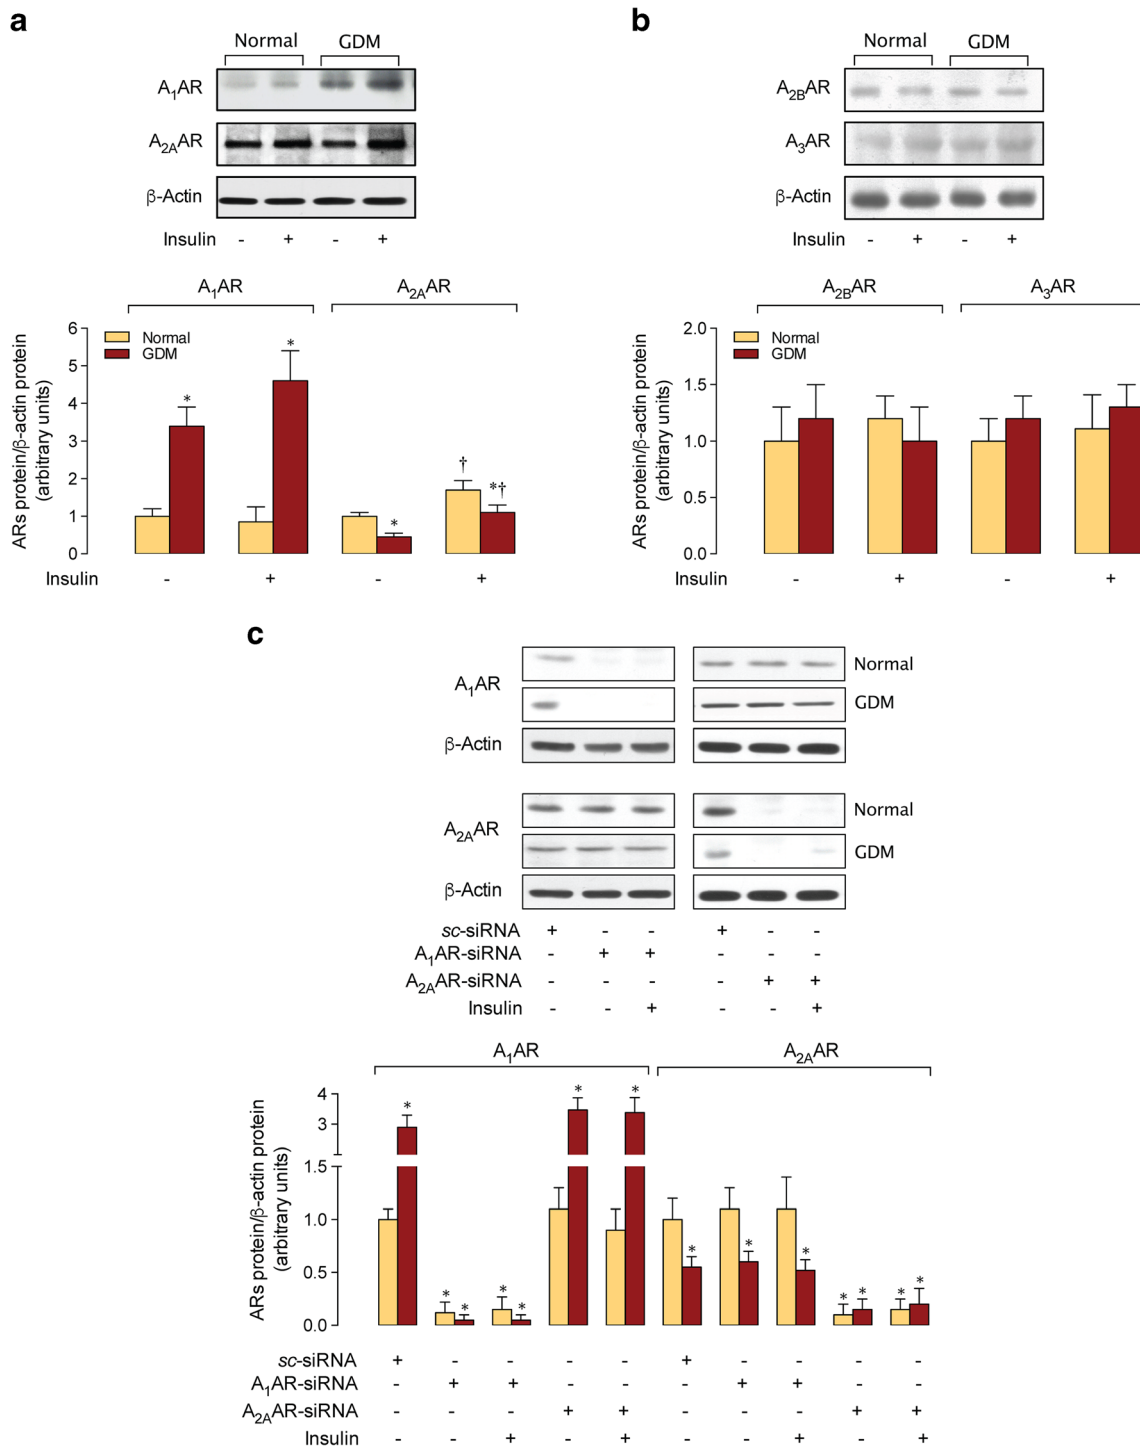 a
Normal GDM
A1AR
A2AAR
β-Actin
Insulin - + - +
A1AR A2AAR
ARs protein/β-actin protein
(arbitrary units)
6
5
4
3
2
1
0
Normal
GDM
* * * † *†
Insulin - + - +
b
Normal GDM
A2BAR
A3AR
β-Actin
Insulin - + - +
A2BAR A3AR
ARs protein/β-actin protein
(arbitrary units)
2.0
1.5
1.0
0.5
0.0
Normal
GDM
Insulin - + - +
c
A1AR
Normal
GDM
β-Actin
A2AAR
Normal
GDM
β-Actin
sc-siRNA + - - + - -
A1AR-siRNA - + + - - -
A2AAR-siRNA - - - - + +
Insulin - - + - - +
A1AR A2AAR
ARs protein/β-actin protein
(arbitrary units)
4
3
1.5
1.0
0.5
0.0
* * * * * * * * * * * * * *
sc-siRNA + - - - - + - - - -
A1AR-siRNA - + + - - - + + - -
A2AAR-siRNA - - - + + - - - + +
Insulin - - + - + - - + - +